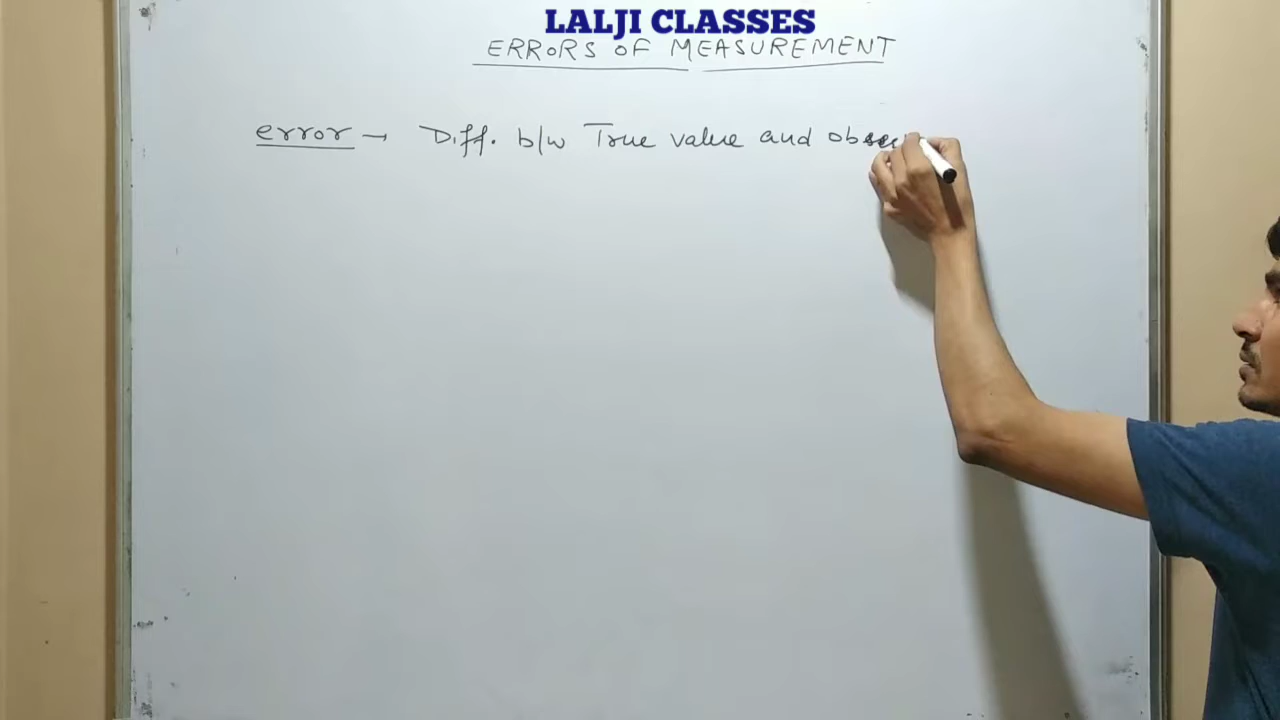 LALJI CLASSES
ERRORS OF MEASUREMENT
error → Diff. b/w True value and